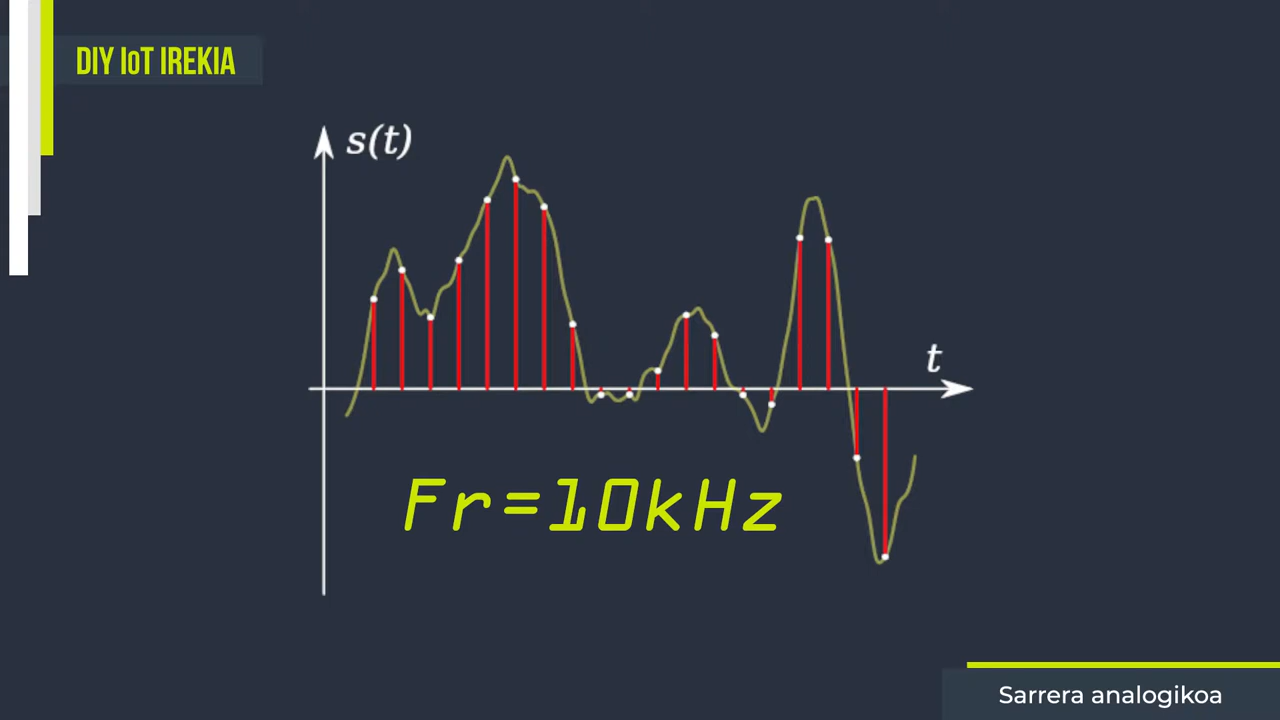 DIY IoT IREKIA
s(t)
t
Fr=10kHz
Sarrera analogikoa